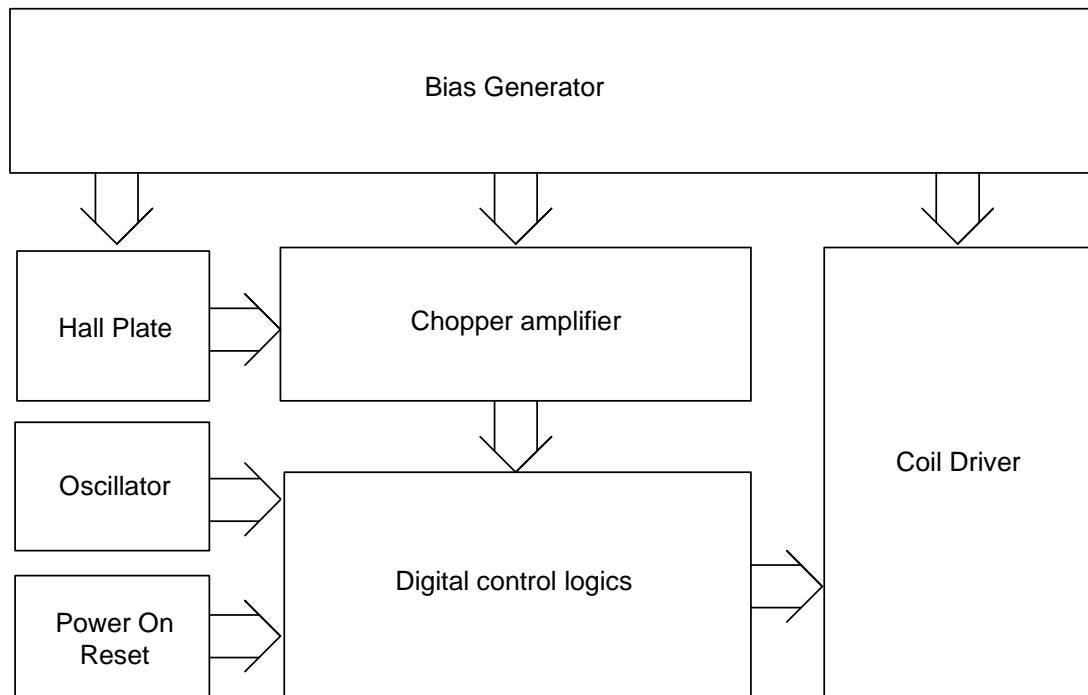 Bias Generator
Hall Plate
Chopper amplifier
Oscillator
Coil Driver
Digital control logics
Power On
Reset